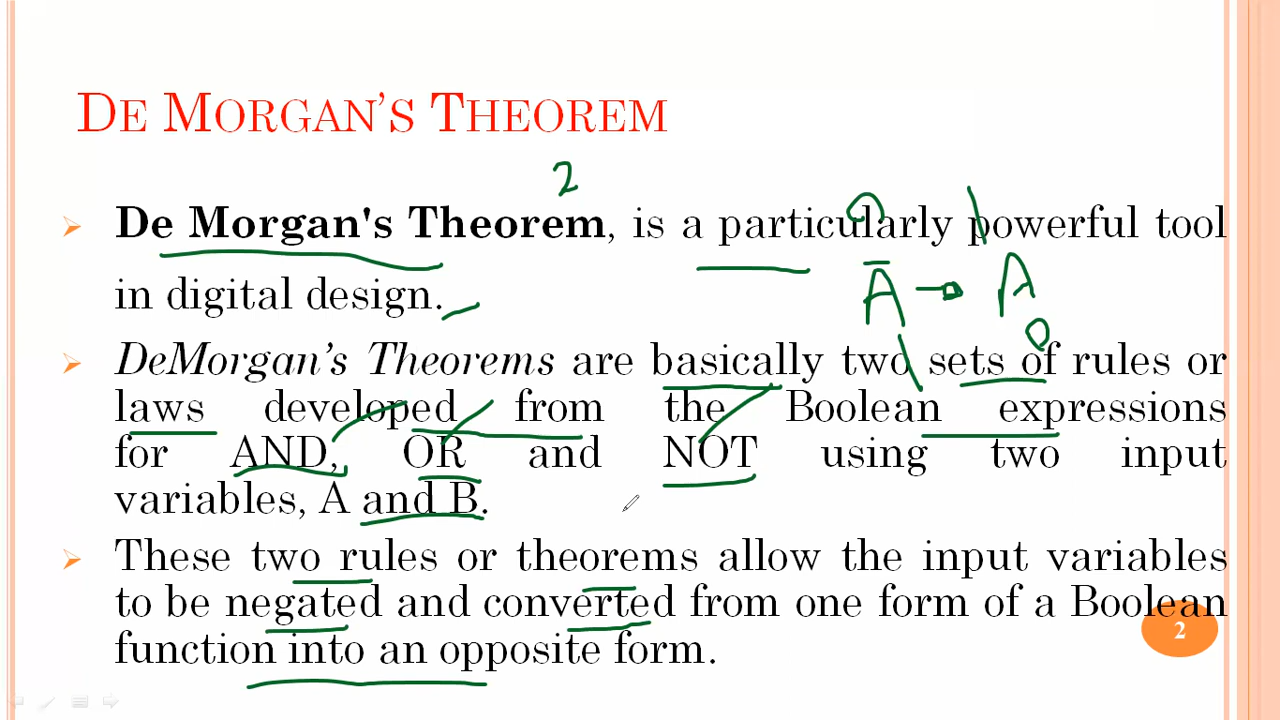 DE MORGAN'S THEOREM
2
De Morgan's Theorem, is a particularly powerful tool
in digital design.
0 1
Ā → A
1 0
DeMorgan's Theorems are basically two sets of rules or
laws developed from the Boolean expressions
for AND, OR and NOT using two input
variables, A and B.
These two rules or theorems allow the input variables
to be negated and converted from one form of a Boolean
function into an opposite form.
2